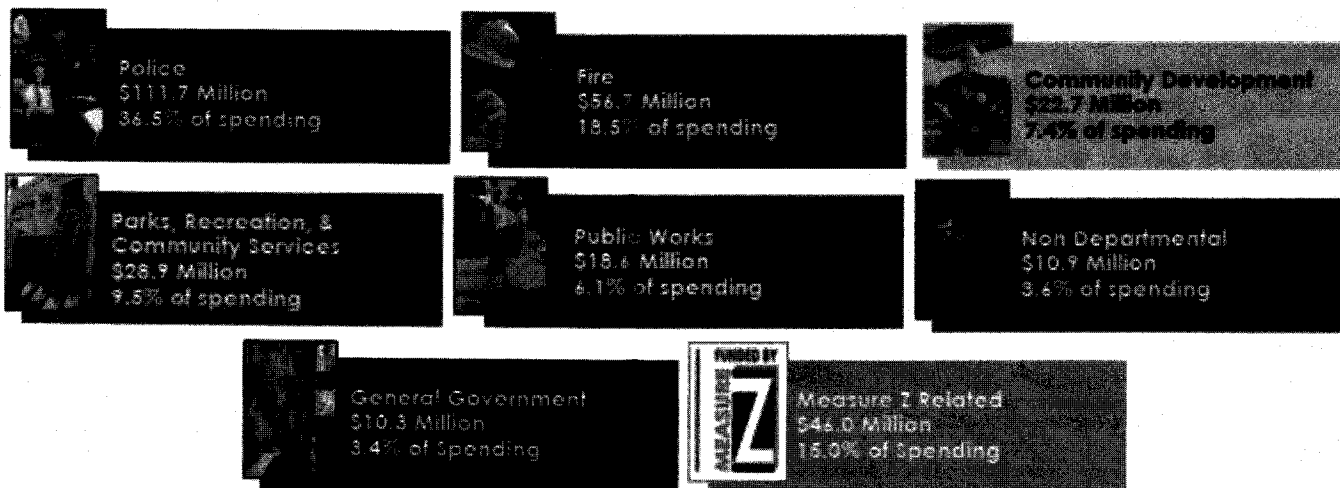 Police
$111.7 Million
36.5% of spending
Fire
$56.7 Million
18.5% of spending
Community Development
$22.7 Million
7.4% of spending
Parks, Recreation, &
Community Services
$28.9 Million
9.5% of spending
Public Works
$18.6 Million
6.1% of spending
Non Departmental
$10.9 Million
3.6% of spending
General Government
$10.3 Million
3.4% of Spending
FUNDED BY
MEASURE
Z
Measure Z Related
$46.0 Million
15.0% of Spending